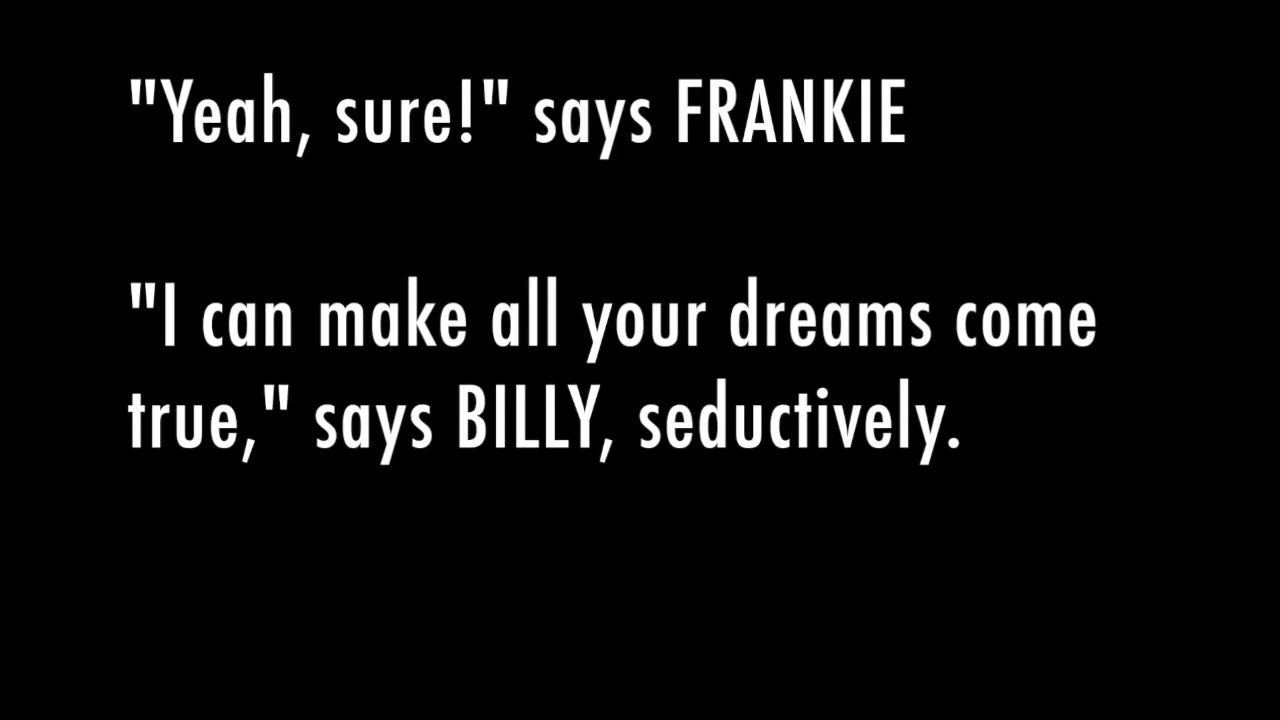 "Yeah, sure!" says FRANKIE
"I can make all your dreams come
true," says BILLY, seductively.